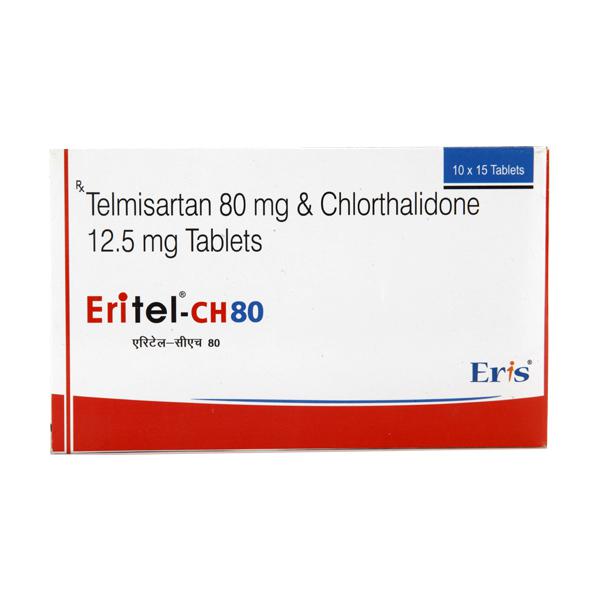 10 x 15 Tablets
Rx
Telmisartan 80 mg & Chlorthalidone
12.5 mg Tablets
Eritel®-CH80
एरिटेल–सीएच 80
Eris®